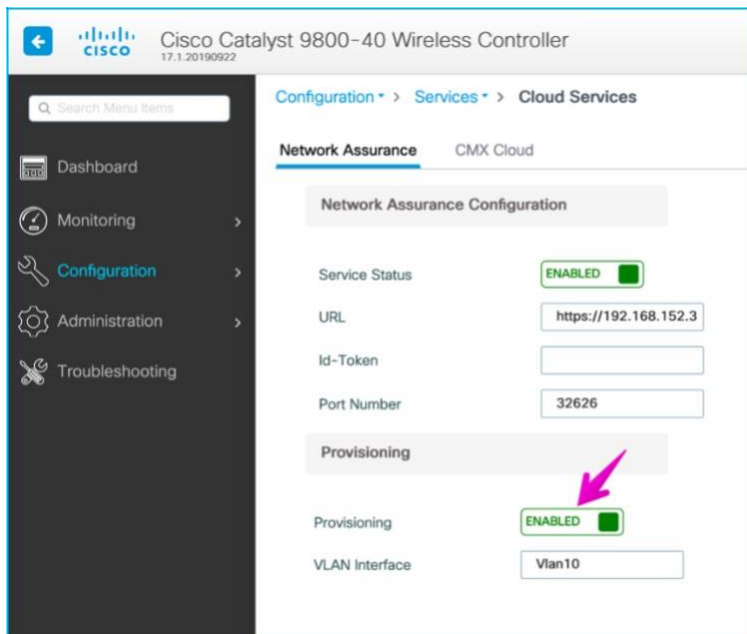 CISCO
Cisco Catalyst 9800-40 Wireless Controller
17.1.20190922
Search Menu Items
Configuration > Services > Cloud Services
Network Assurance CMX Cloud
Dashboard
Network Assurance Configuration
Monitoring
Service Status ENABLED
Configuration
URL https://192.168.152.3
Administration
Id-Token
Troubleshooting
Port Number 32626
Provisioning
Provisioning ENABLED
VLAN Interface Vlan10